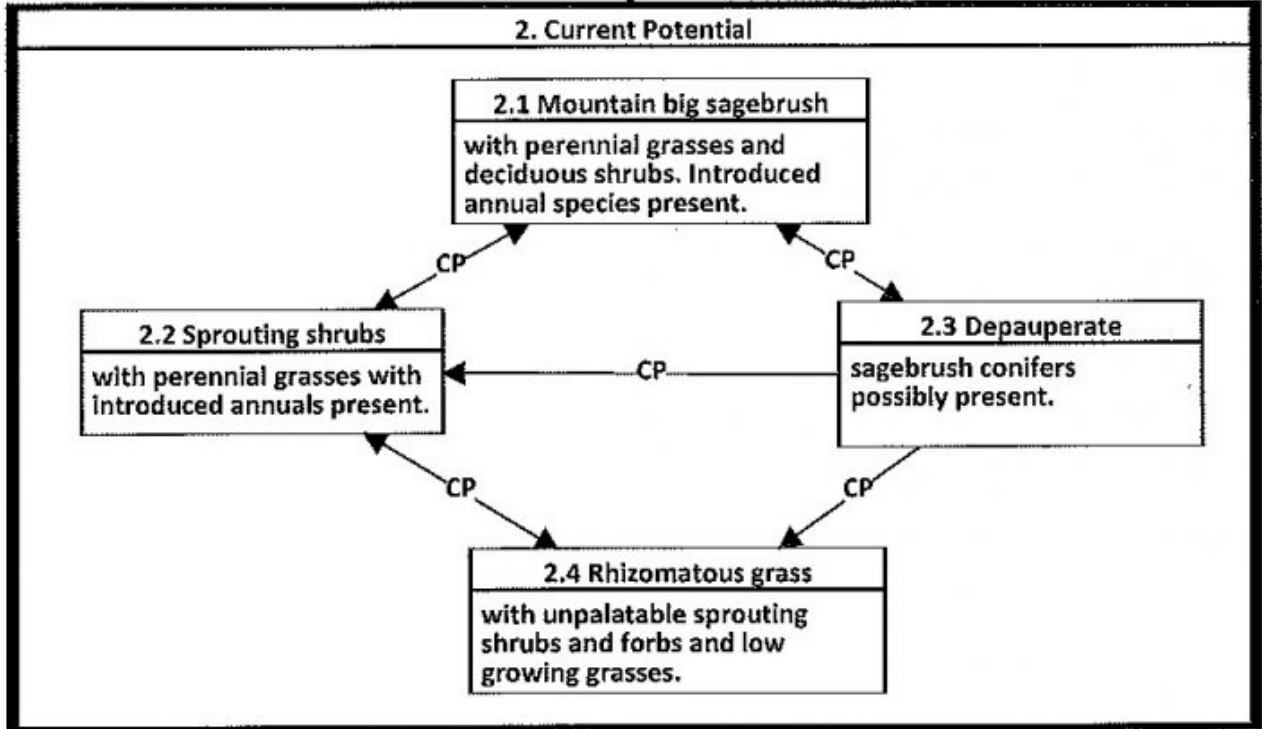 2. Current Potential
2.1 Mountain big sagebrush
with perennial grasses and
deciduous shrubs. Introduced
annual species present.
CP
CP
2.2 Sprouting shrubs
with perennial grasses with
introduced annuals present.
CP
2.3 Depauperate
sagebrush conifers
possibly present.
CP
CP
2.4 Rhizomatous grass
with unpalatable sprouting
shrubs and forbs and low
growing grasses.